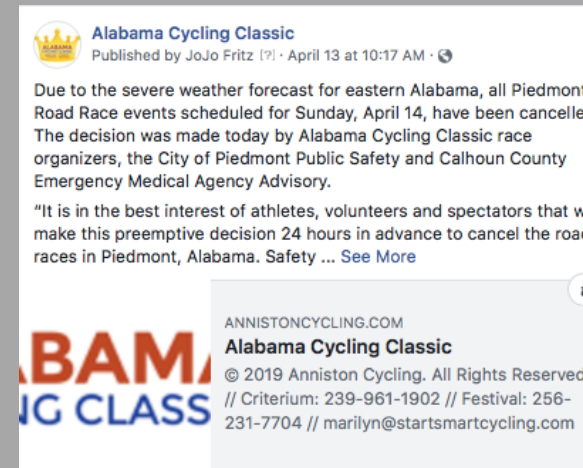 Alabama Cycling Classic
Published by JoJo Fritz [?] · April 13 at 10:17 AM ·
Due to the severe weather forecast for eastern Alabama, all Piedmont
Road Race events scheduled for Sunday, April 14, have been cancelle
The decision was made today by Alabama Cycling Classic race
organizers, the City of Piedmont Public Safety and Calhoun County
Emergency Medical Agency Advisory.
“It is in the best interest of athletes, volunteers and spectators that w
make this preemptive decision 24 hours in advance to cancel the roa
races in Piedmont, Alabama. Safety ... See More
ANNISTONCYCLING.COM
Alabama Cycling Classic
© 2019 Anniston Cycling. All Rights Reserved
// Criterium: 239-961-1902 // Festival: 256-
231-7704 // marilyn@startsmartcycling.com
BAMA
NG CLASS